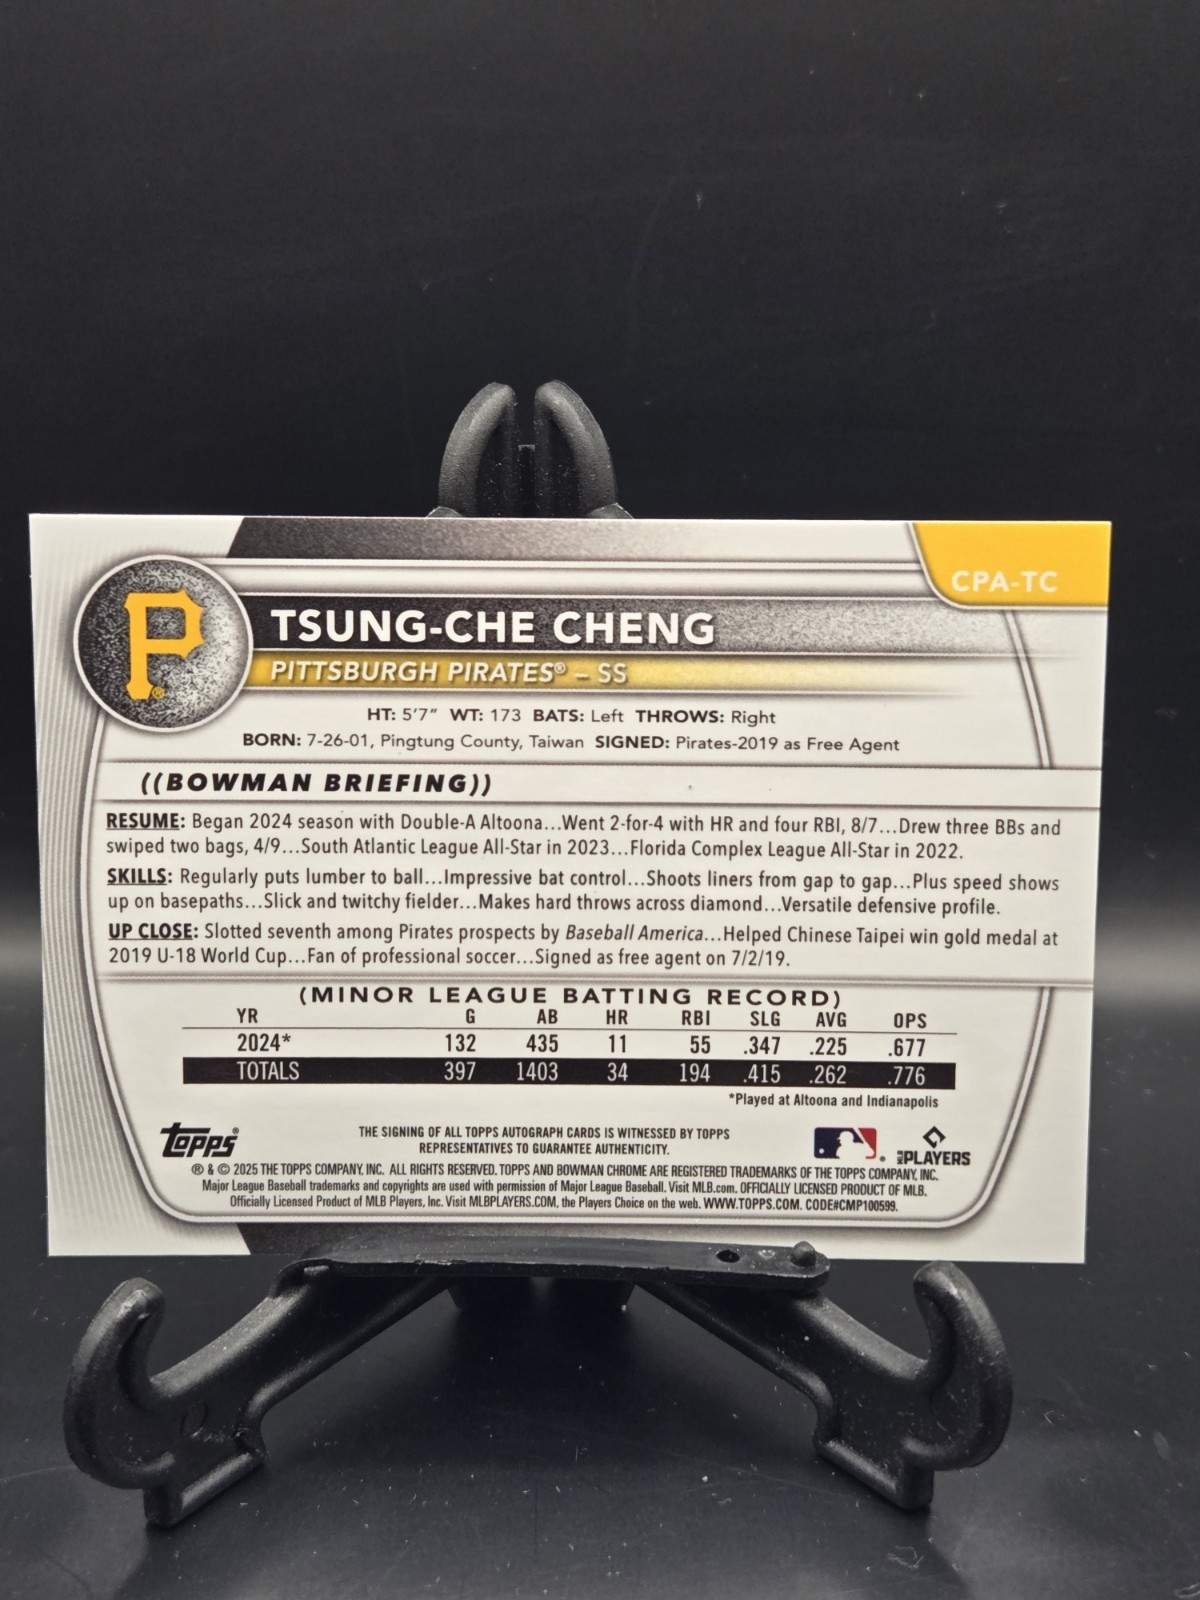 CPA-TC
P®
TSUNG-CHE CHENG
PITTSBURGH PIRATES® – SS
HT: 5'7" WT: 173 BATS: Left THROWS: Right
BORN: 7-26-01, Pingtung County, Taiwan SIGNED: Pirates-2019 as Free Agent
((BOWMAN BRIEFING))
RESUME: Began 2024 season with Double-A Altoona...Went 2-for-4 with HR and four RBI, 8/7...Drew three BBs and
swiped two bags, 4/9...South Atlantic League All-Star in 2023...Florida Complex League All-Star in 2022.
SKILLS: Regularly puts lumber to ball...Impressive bat control...Shoots liners from gap to gap...Plus speed shows
up on basepaths...Slick and twitchy fielder...Makes hard throws across diamond...Versatile defensive profile.
UP CLOSE: Slotted seventh among Pirates prospects by Baseball America...Helped Chinese Taipei win gold medal at
2019 U-18 World Cup...Fan of professional soccer...Signed as free agent on 7/2/19.
(MINOR LEAGUE BATTING RECORD)
YR G AB HR RBI SLG AVG OPS
2024* 132 435 11 55 .347 .225 .677
TOTALS 397 1403 34 194 .415 .262 .776
*Played at Altoona and Indianapolis
Topps®
THE SIGNING OF ALL TOPPS AUTOGRAPH CARDS IS WITNESSED BY TOPPS
REPRESENTATIVES TO GUARANTEE AUTHENTICITY.
MLB PLAYERS
® & © 2025 THE TOPPS COMPANY, INC. ALL RIGHTS RESERVED. TOPPS AND BOWMAN CHROME ARE REGISTERED TRADEMARKS OF THE TOPPS COMPANY, INC.
Major League Baseball trademarks and copyrights are used with permission of Major League Baseball. Visit MLB.com. OFFICIALLY LICENSED PRODUCT OF MLB.
Officially Licensed Product of MLB Players, Inc. Visit MLBPLAYERS.COM, the Players Choice on the web. WWW.TOPPS.COM. CODE#CMP100599.